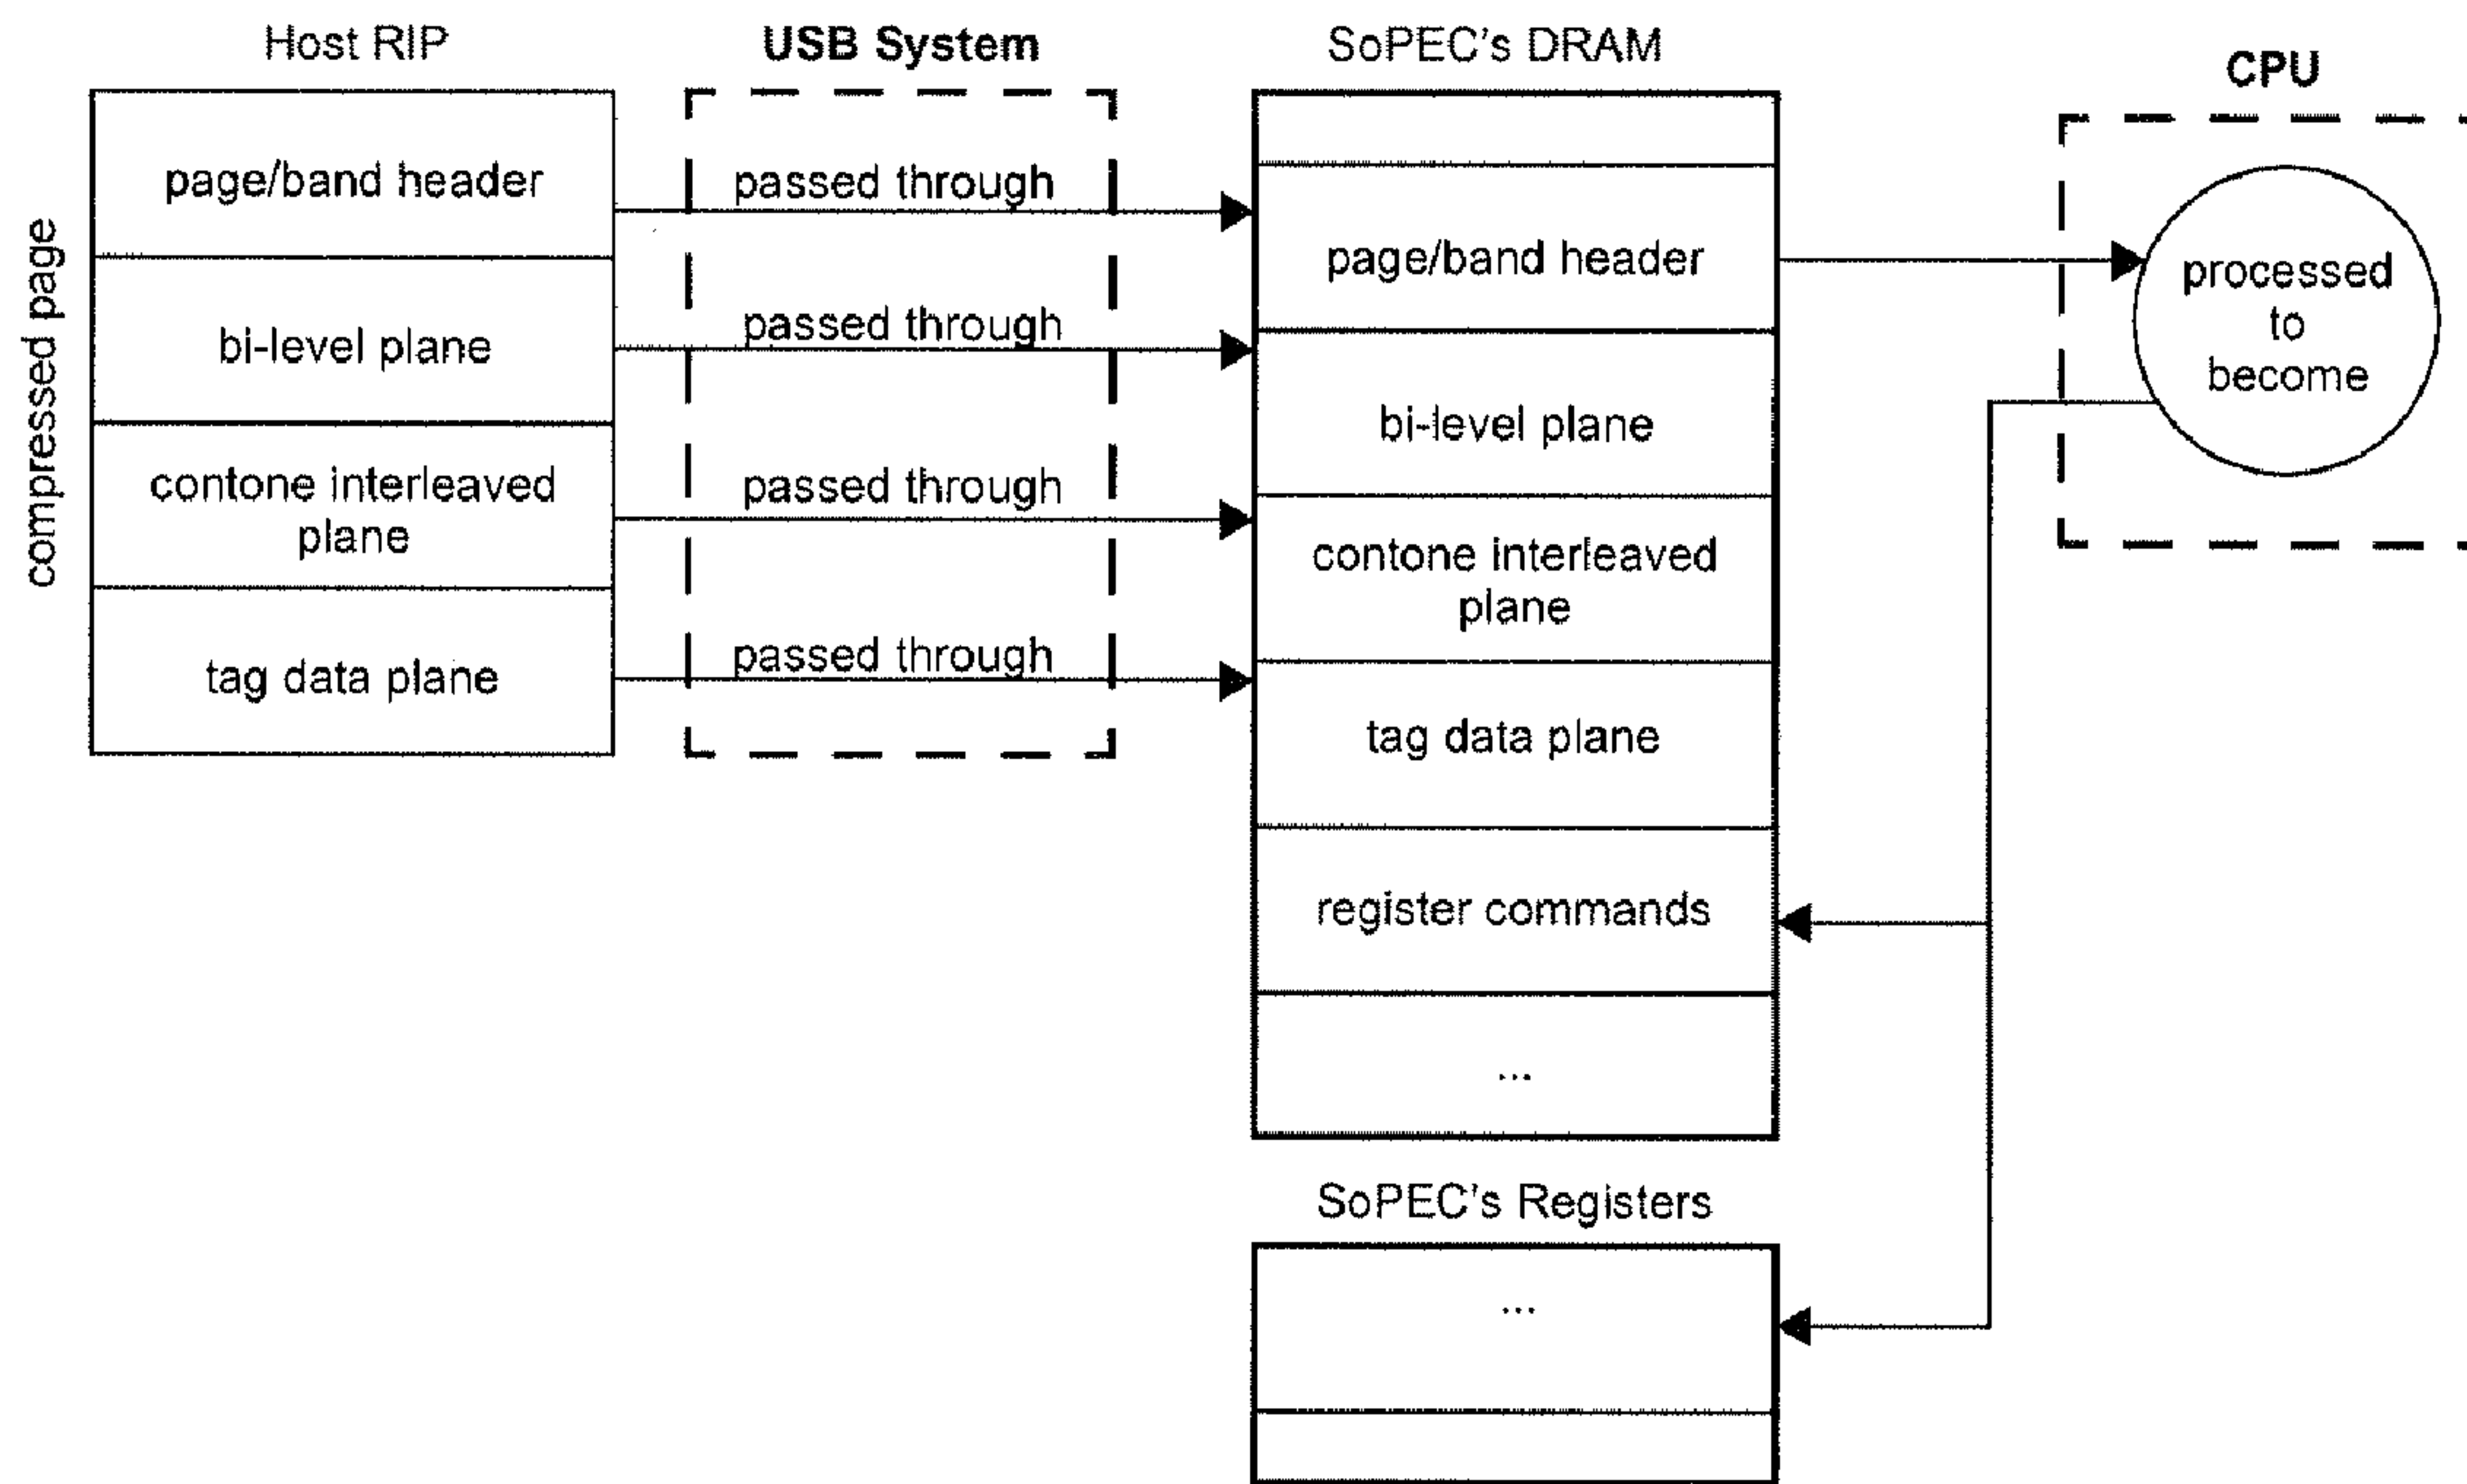 Host RIP
USB System
SoPEC's DRAM
CPU
compressed page
page/band header
bi-level plane
contone interleaved
plane
tag data plane
passed through
passed through
passed through
passed through
page/band header
bi-level plane
contone interleaved
plane
tag data plane
register commands
...
processed
to
become
SoPEC's Registers
...